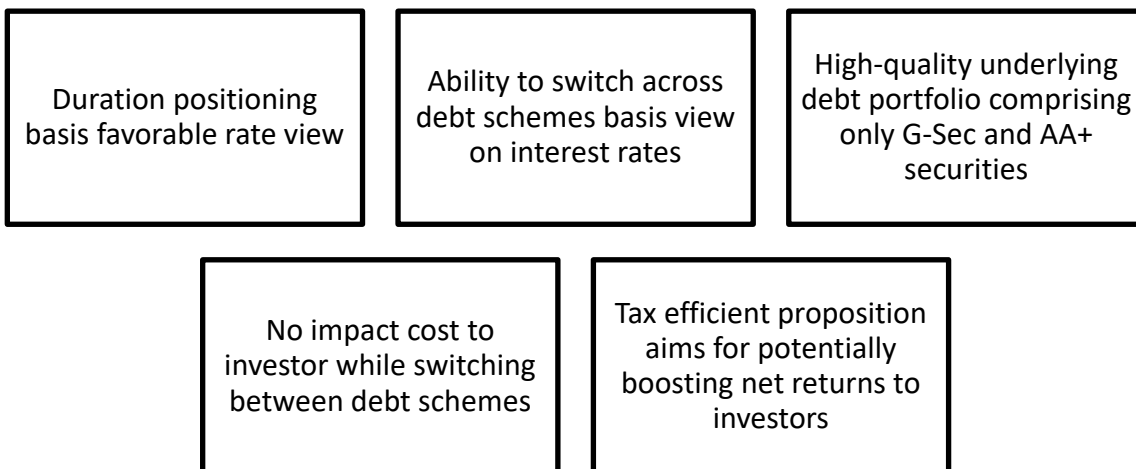 Duration positioning
basis favorable rate view
Ability to switch across
debt schemes basis view
on interest rates
High-quality underlying
debt portfolio comprising
only G-Sec and AA+
securities
No impact cost to
investor while switching
between debt schemes
Tax efficient proposition
aims for potentially
boosting net returns to
investors